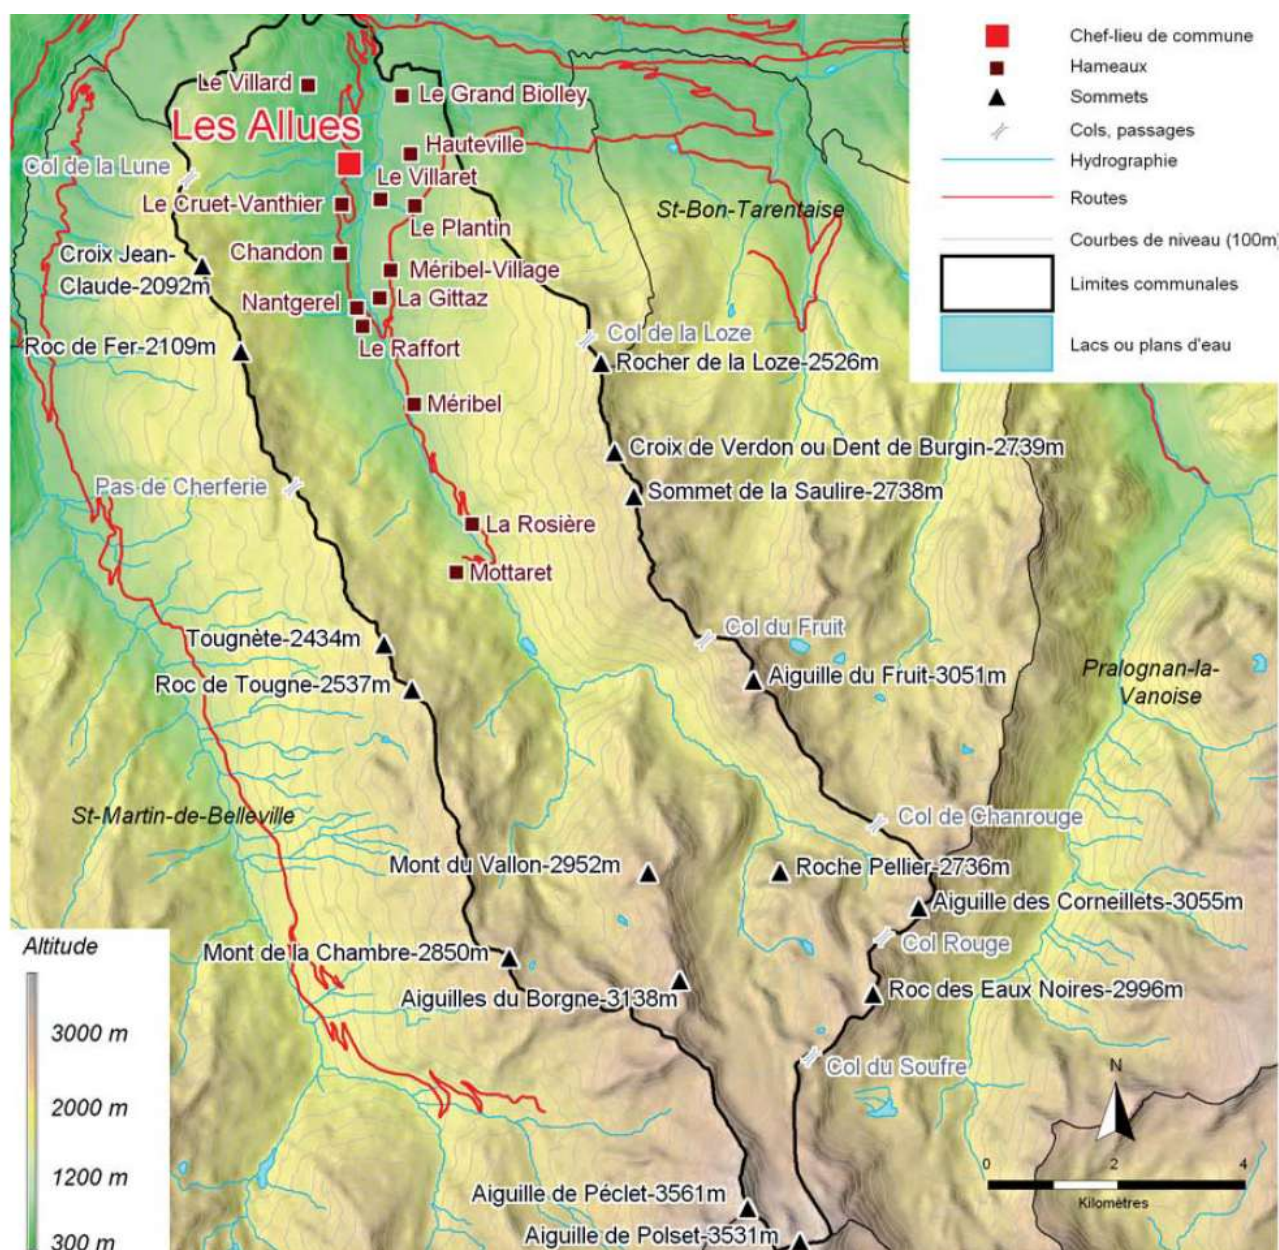 Chef-lieu de commune
Hameaux
Sommets
Cols, passages
Hydrographie
Routes
Courbes de niveau (100m)
Limites communales
Lacs ou plans d'eau
Le Villard
Le Grand Biolley
Les Allues
Hauteville
Col de la Lune
Le Villaret
Le Cruet-Vanthier
St-Bon-Tarentaise
Le Plantin
Croix Jean-
Claude-2092m
Chandon
Méribel-Village
Nantgerel
La Gittaz
Col de la Loze
Roc de Fer-2109m
Le Raffort
Rocher de la Loze-2526m
Méribel
Croix de Verdon ou Dent de Burgin-2739m
Pas de Cherferie
Sommet de la Saulire-2738m
La Rosière
Mottaret
Col du Fruit
Tougnète-2434m
Pralognan-la-
Vanoise
Aiguille du Fruit-3051m
Roc de Tougne-2537m
St-Martin-de-Belleville
Col de Chanrouge
Mont du Vallon-2952m
Roche Pellier-2736m
Aiguille des Corneillets-3055m
Col Rouge
Mont de la Chambre-2850m
Aiguilles du Borgne-3138m
Roc des Eaux Noires-2996m
Col du Soufre
Altitude
3000 m
2000 m
1200 m
300 m
N
0 2 4
Kilomètres
Aiguille de Péclet-3561m
Aiguille de Polset-3531m